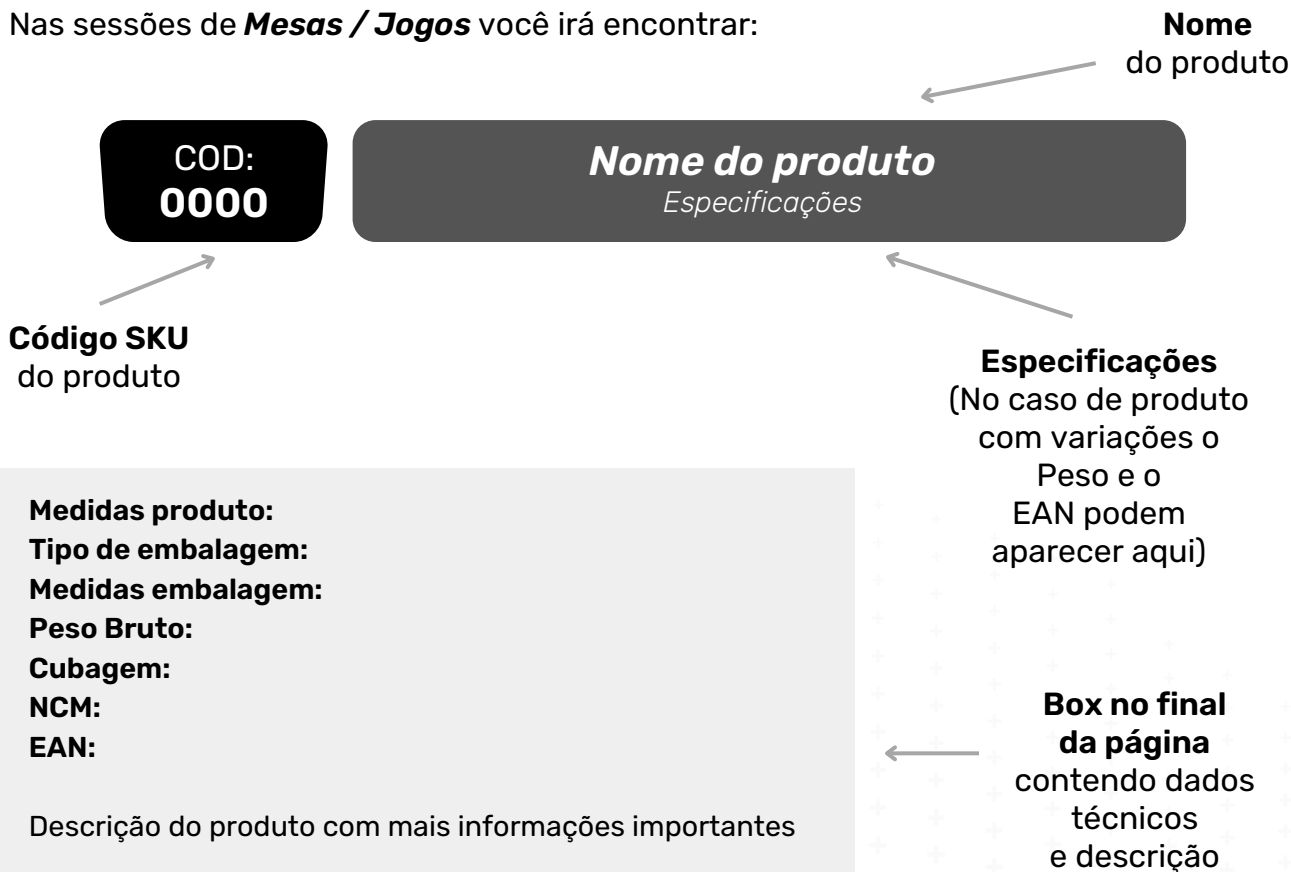 Nas sessões de Mesas / Jogos você irá encontrar:
Nome
do produto
COD:
0000
Nome do produto
Especificações
Código SKU
do produto
Especificações
(No caso de produto
com variações o
Peso e o
EAN podem
aparecer aqui)
Medidas produto:
Tipo de embalagem:
Medidas embalagem:
Peso Bruto:
Cubagem:
NCM:
EAN:
Descrição do produto com mais informações importantes
Box no final
da página
contendo dados
técnicos
e descrição